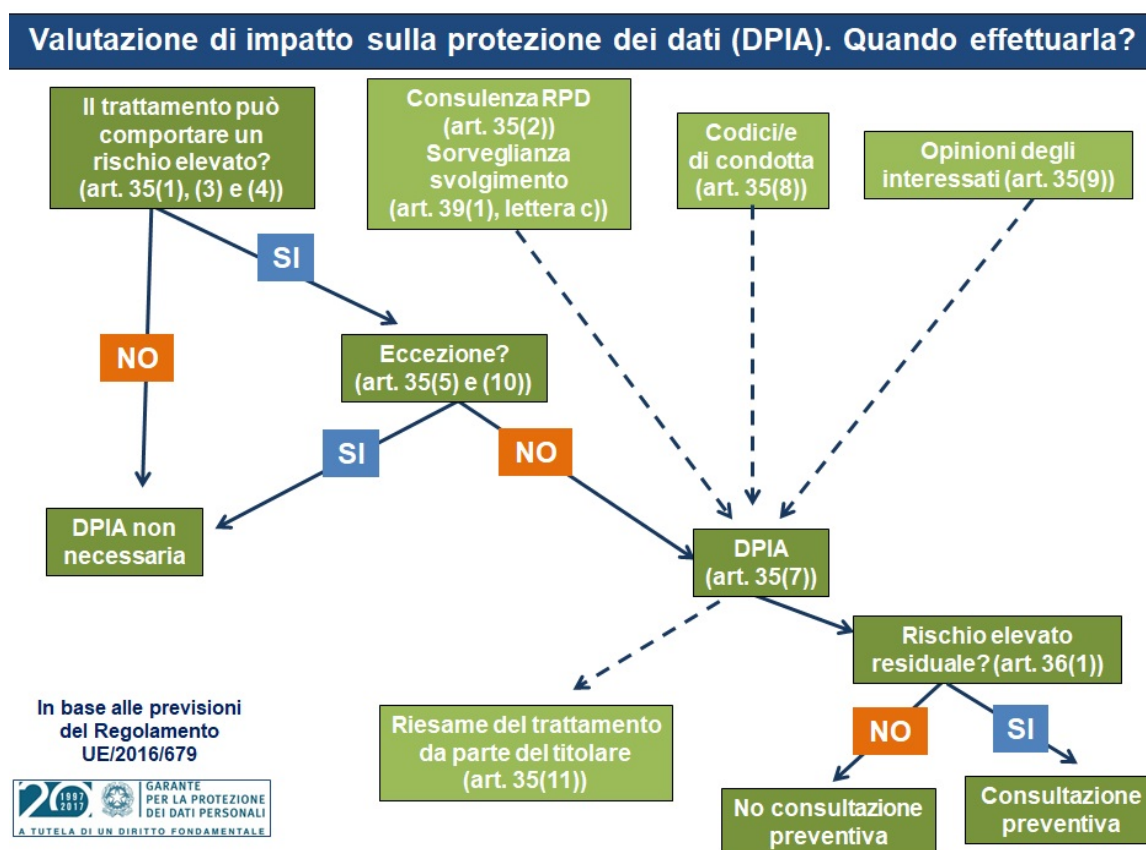 Valutazione di impatto sulla protezione dei dati (DPIA). Quando effettuarla?
Il trattamento può
comportare un
rischio elevato?
(art. 35(1), (3) e (4))
Consulenza RPD
(art. 35(2))
Sorveglianza
svolgimento
(art. 39(1), lettera c))
Codici/e
di condotta
(art. 35(8))
Opinioni degli
interessati (art. 35(9))
SI
NO
Eccezione?
(art. 35(5) e (10))
SI
NO
DPIA non
necessaria
DPIA
(art. 35(7))
Rischio elevato
residuale? (art. 36(1))
NO
SI
Riesame del trattamento
da parte del titolare
(art. 35(11))
No consultazione
preventiva
Consultazione
preventiva
In base alle previsioni
del Regolamento
UE/2016/679
20
1997
2017
GARANTE
PER LA PROTEZIONE
DEI DATI PERSONALI
A TUTELA DI UN DIRITTO FONDAMENTALE